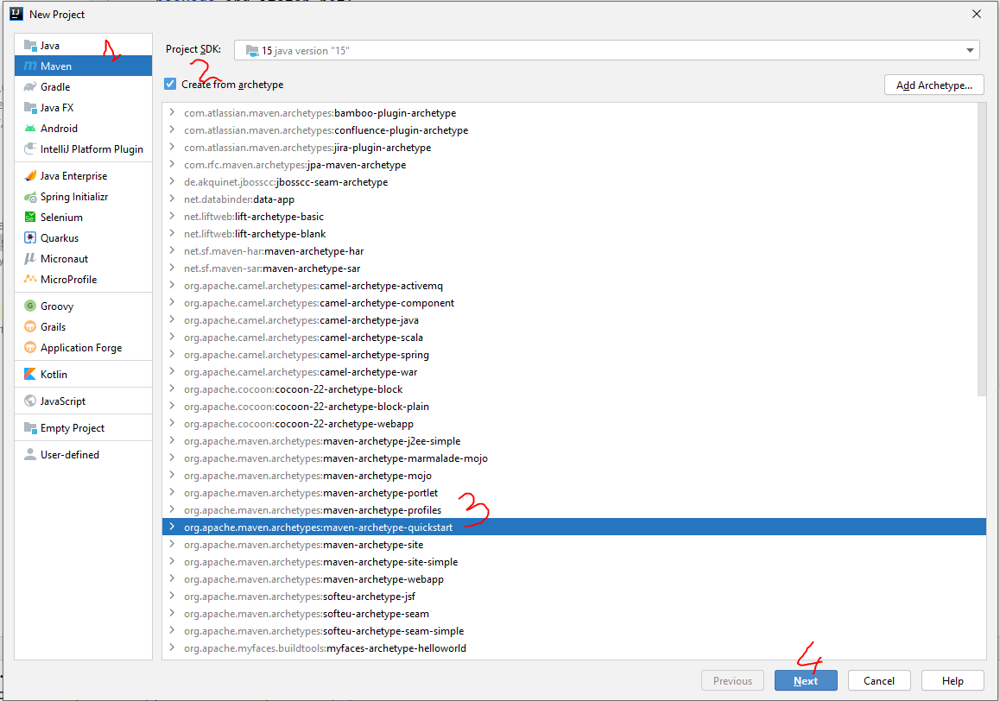 New Project
Java
1
Maven
Gradle
Java FX
Android
IntelliJ Platform Plugin
Java Enterprise
Spring Initializr
Selenium
Quarkus
Micronaut
MicroProfile
Groovy
Grails
Application Forge
Kotlin
JavaScript
Empty Project
User-defined
Project SDK: 15 java version "15"
2
Create from archetype
Add Archetype...
com.atlassian.maven.archetypes:bamboo-plugin-archetype
com.atlassian.maven.archetypes:confluence-plugin-archetype
com.atlassian.maven.archetypes:jira-plugin-archetype
com.rfc.maven.archetypes:jpa-maven-archetype
de.akquinet.jbosscc:jbosscc-seam-archetype
net.databinder:data-app
net.liftweb:lift-archetype-basic
net.liftweb:lift-archetype-blank
net.sf.maven-har:maven-archetype-har
net.sf.maven-sar:maven-archetype-sar
org.apache.camel.archetypes:camel-archetype-activemq
org.apache.camel.archetypes:camel-archetype-component
org.apache.camel.archetypes:camel-archetype-java
org.apache.camel.archetypes:camel-archetype-scala
org.apache.camel.archetypes:camel-archetype-spring
org.apache.camel.archetypes:camel-archetype-war
org.apache.cocoon:cocoon-22-archetype-block
org.apache.cocoon:cocoon-22-archetype-block-plain
org.apache.cocoon:cocoon-22-archetype-webapp
org.apache.maven.archetypes:maven-archetype-j2ee-simple
org.apache.maven.archetypes:maven-archetype-marmalade-mojo
org.apache.maven.archetypes:maven-archetype-mojo
org.apache.maven.archetypes:maven-archetype-portlet
org.apache.maven.archetypes:maven-archetype-profiles
3
org.apache.maven.archetypes:maven-archetype-quickstart
org.apache.maven.archetypes:maven-archetype-site
org.apache.maven.archetypes:maven-archetype-site-simple
org.apache.maven.archetypes:maven-archetype-webapp
org.apache.maven.archetypes:softeu-archetype-jsf
org.apache.maven.archetypes:softeu-archetype-seam
org.apache.maven.archetypes:softeu-archetype-seam-simple
org.apache.myfaces.buildtools:myfaces-archetype-helloworld
4
Previous Next Cancel Help